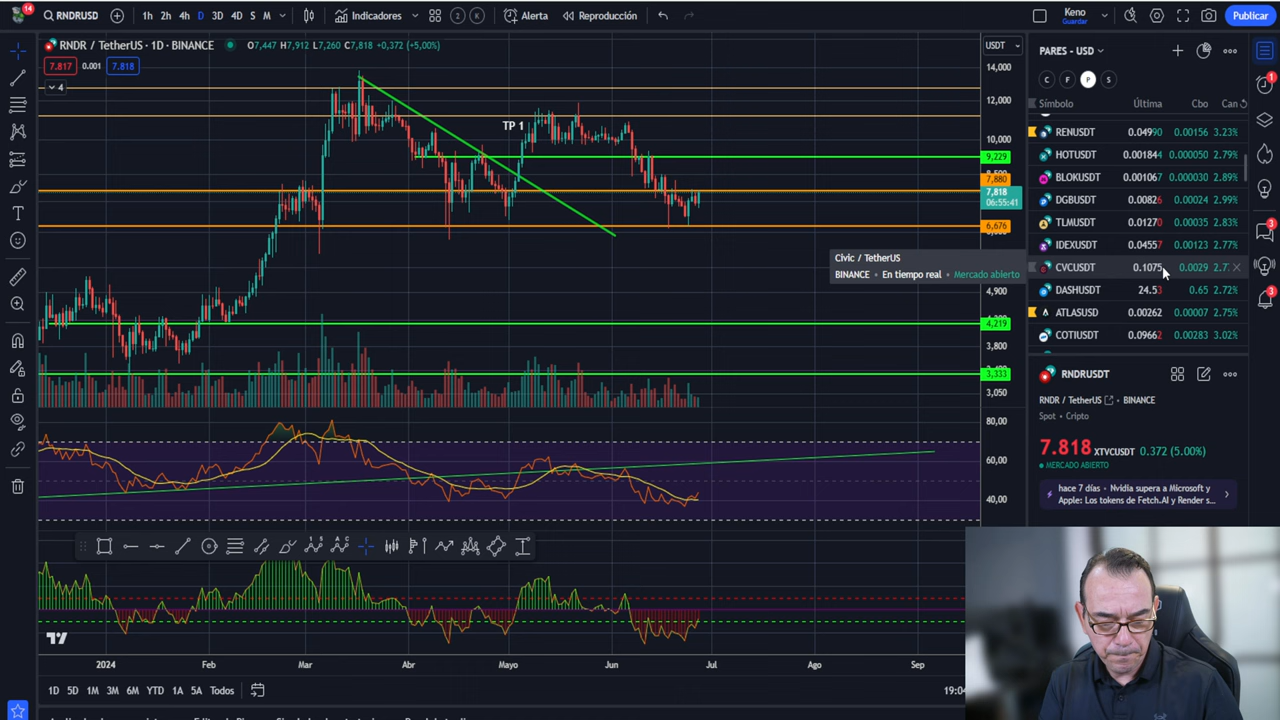 14
RNDRUSD
1h 2h 4h D 3D 4D S M
Indicadores
2 K
Alerta
Reproducción
Keno
Guardar
Publicar
RNDR / TetherUS · 1D · BINANCE
O7,447 H7,912 L7,260 C7,818 +0,372 (+5,00%)
7.817 0.001 7.818
4
USDT
14,000
12,000
10,000
9,229
7,880
7,818
06:55:41
6,676
4,900
4,219
3,800
3,333
3,050
80,00
60,00
40,00
TP 1
Civic / TetherUS
BINANCE • En tiempo real • Mercado abierto
2024 Feb Mar Abr Mayo Jun Jul Ago Sep
1D 5D 1M 3M 6M YTD 1A 5A Todos
19:04
PARES - USD
C F P S
Símbolo Última Cbo Can
RENUSDT 0.04990 0.00156 3.23%
HOTUSDT 0.001844 0.000050 2.79%
BLOKUSDT 0.001067 0.000030 2.89%
DGBUSDT 0.00826 0.00024 2.99%
TLMUSDT 0.01270 0.00035 2.83%
IDEXUSDT 0.04557 0.00123 2.77%
CVCUSDT 0.1075 0.0029
DASHUSDT 24.53 0.65 2.72%
ATLASUSD 0.00262 0.00007 2.75%
COTIUSDT 0.09662 0.00283 3.02%
RNDRUSDT
RNDR / TetherUS • BINANCE
Spot • Cripto
7.818 XTVCUSDT 0.372 (5.00%)
MERCADO ABIERTO
hace 7 días • Nvidia supera a Microsoft y
Apple: Los tokens de Fetch.AI y Render s...
1
3
3